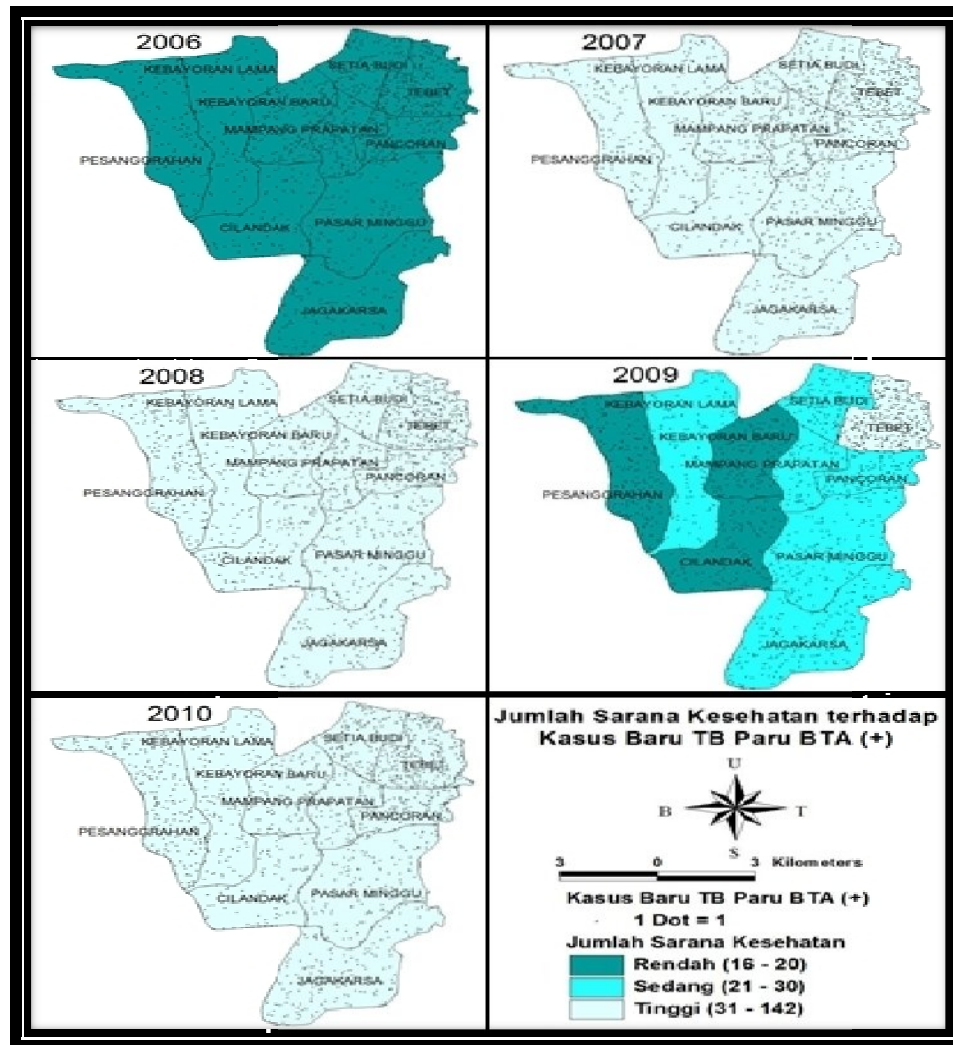 2006
KEBAYORAN LAMA
SETIA BUDI
TEBET
KEBAYORAN BARU
MAMPANG PRAPATAN
PANCORAN
PESANGGRAHAN
CILANDAK
PASAR MINGGU
JAGAKARSA
2007
KEBAYORAN LAMA
SETIA BUDI
TEBET
KEBAYORAN BARU
MAMPANG PRAPATAN
PANCORAN
PESANGGRAHAN
CILANDAK
PASAR MINGGU
JAGAKARSA
2008
KEBAYORAN LAMA
SETIA BUDI
TEBET
KEBAYORAN BARU
MAMPANG PRAPATAN
PANCORAN
PESANGGRAHAN
CILANDAK
PASAR MINGGU
JAGAKARSA
2009
KEBAYORAN LAMA
SETIA BUDI
TEBET
KEBAYORAN BARU
MAMPANG PRAPATAN
PANCORAN
PESANGGRAHAN
CILANDAK
PASAR MINGGU
JAGAKARSA
2010
KEBAYORAN LAMA
SETIA BUDI
TEBET
KEBAYORAN BARU
MAMPANG PRAPATAN
PANCORAN
PESANGGRAHAN
CILANDAK
PASAR MINGGU
JAGAKARSA
Jumlah Sarana Kesehatan terhadap
Kasus Baru TB Paru BTA (+)
U
B T
S
3 0 3 Kilometers
Kasus Baru TB Paru BTA (+)
1 Dot = 1
Jumlah Sarana Kesehatan
Rendah (16 - 20)
Sedang (21 - 30)
Tinggi (31 - 142)